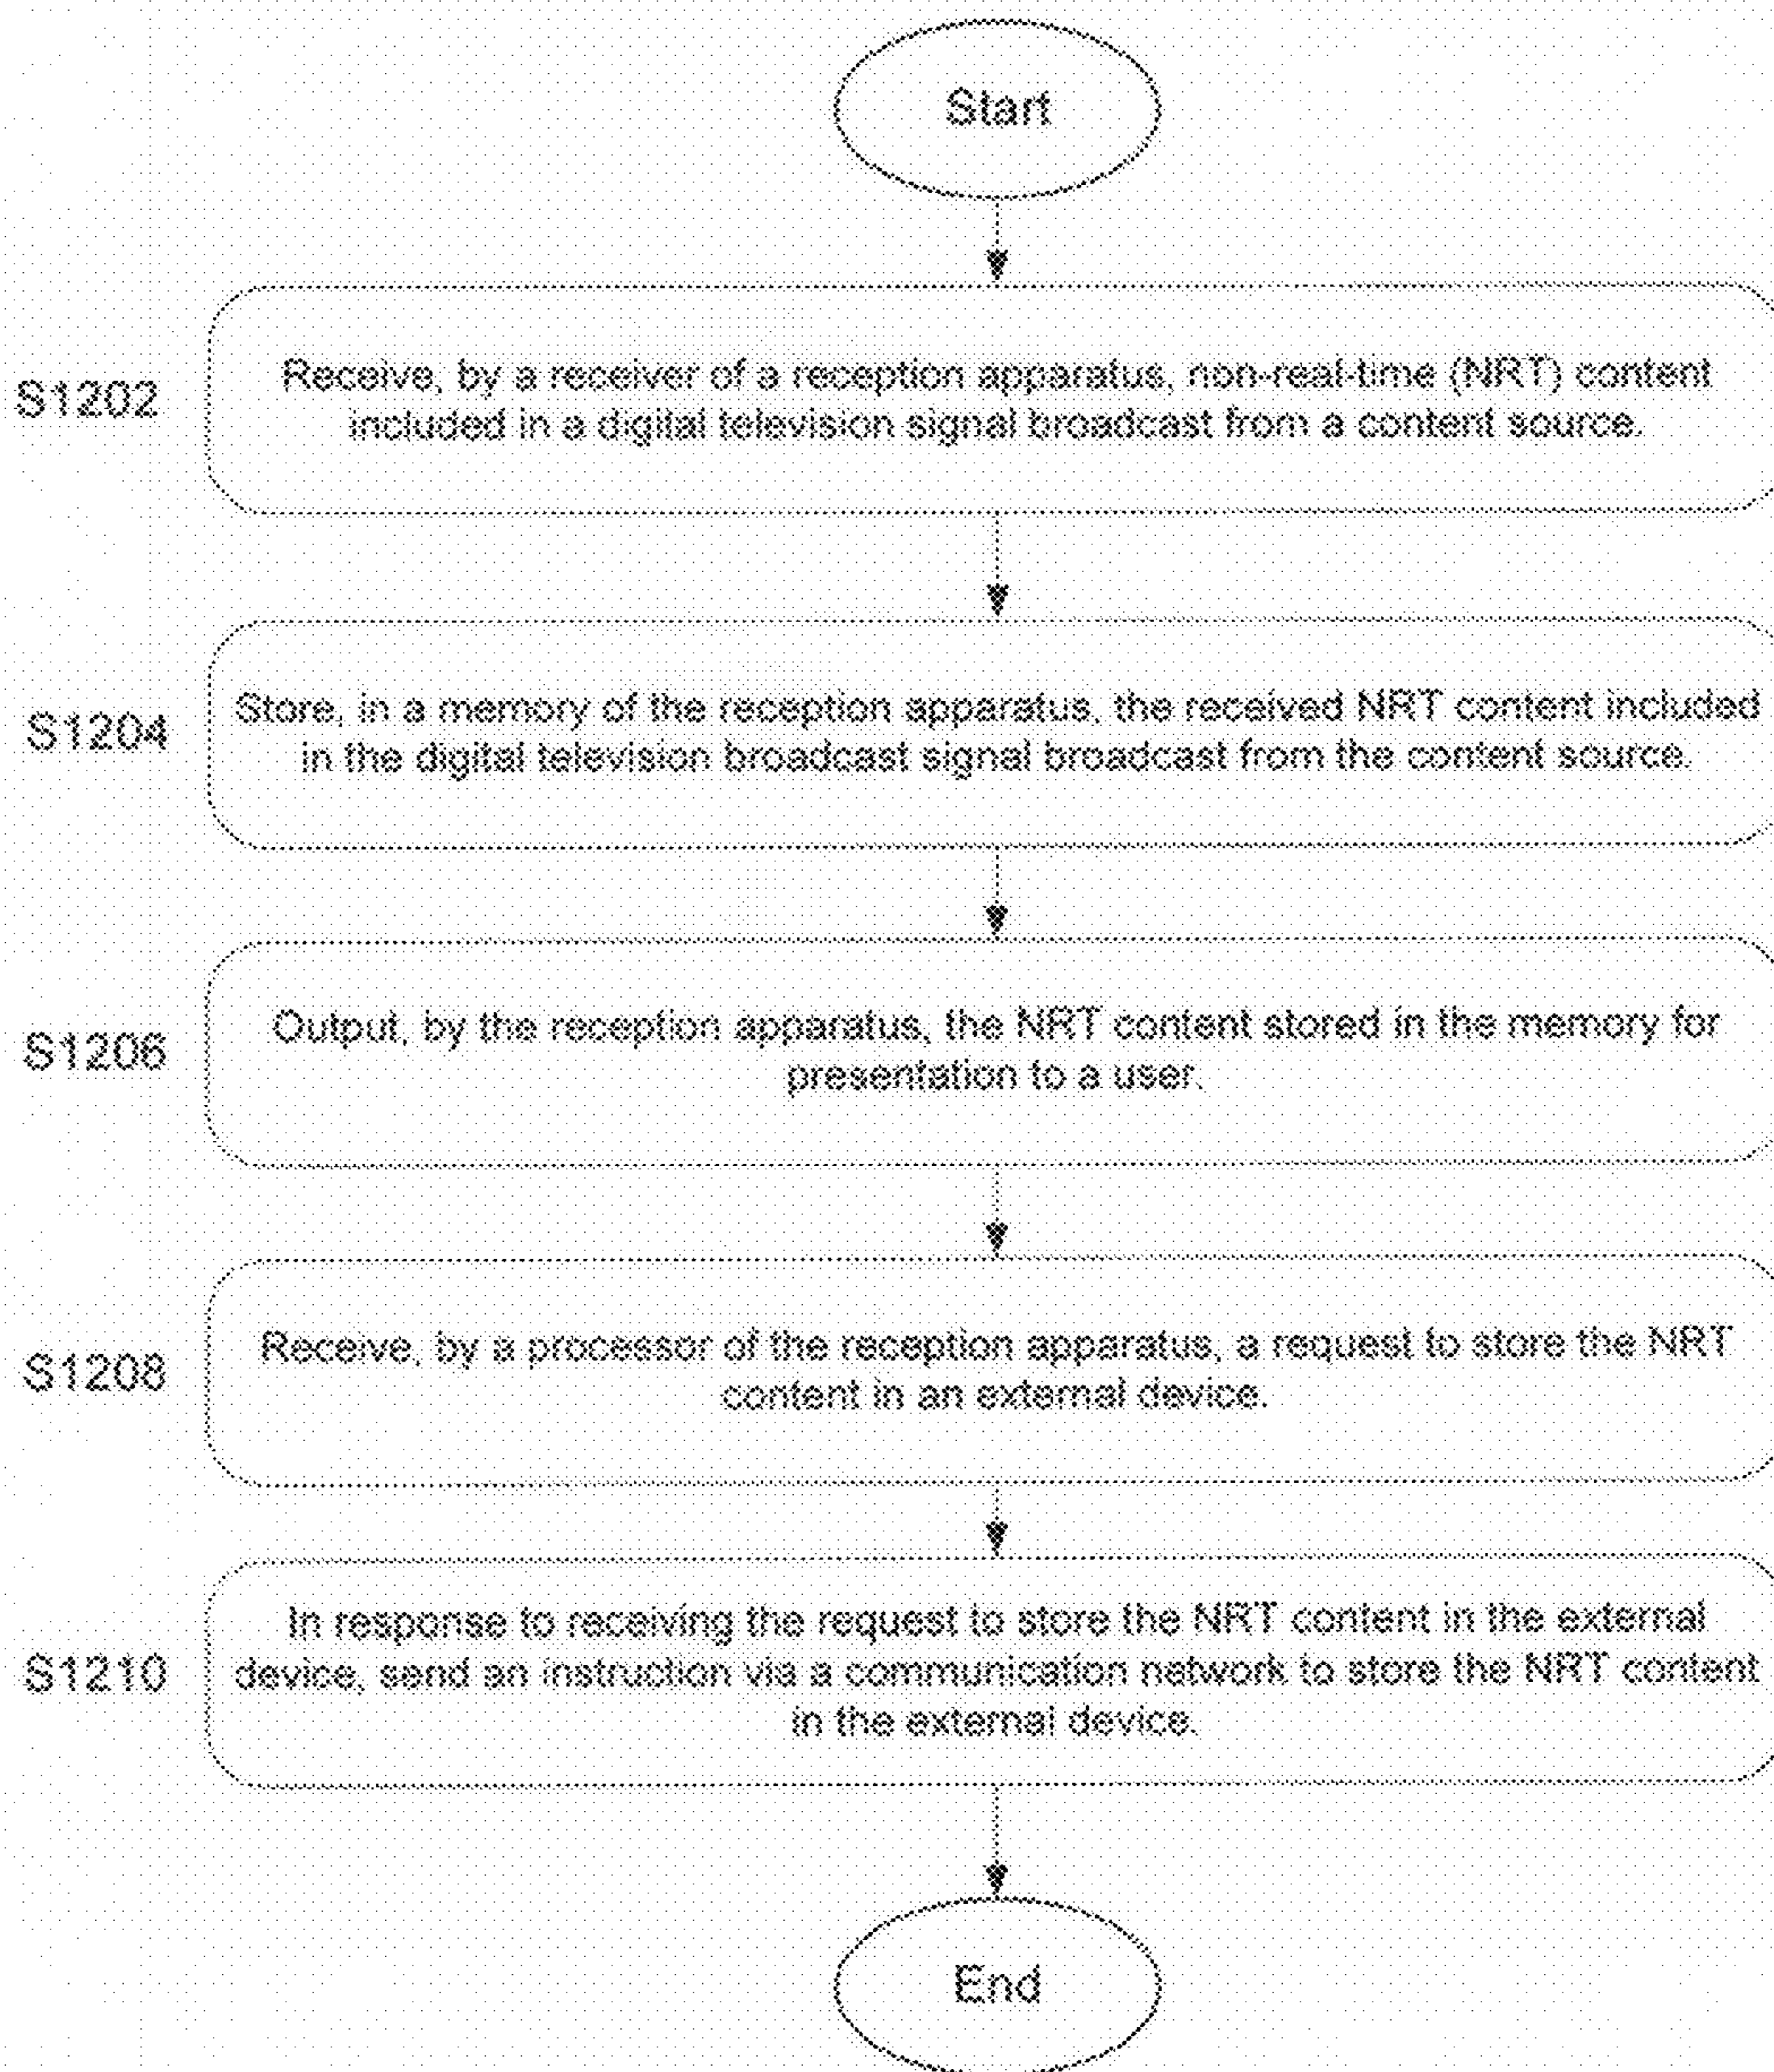 Start
S1202
Receive, by a receiver of a reception apparatus, non-real-time (NRT) content
included in a digital television signal broadcast from a content source.
S1204
Store, in a memory of the reception apparatus, the received NRT content included
in the digital television broadcast signal broadcast from the content source.
S1206
Output, by the reception apparatus, the NRT content stored in the memory for
presentation to a user.
S1208
Receive, by a processor of the reception apparatus, a request to store the NRT
content in an external device.
S1210
In response to receiving the request to store the NRT content in the external
device, send an instruction via a communication network to store the NRT content
in the external device.
End